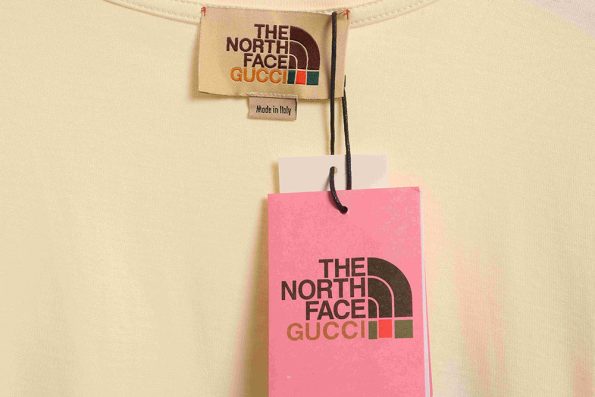 THE
NORTH
FACE
GUCCI
Made in Italy
THE
NORTH
FACE
GUCCI